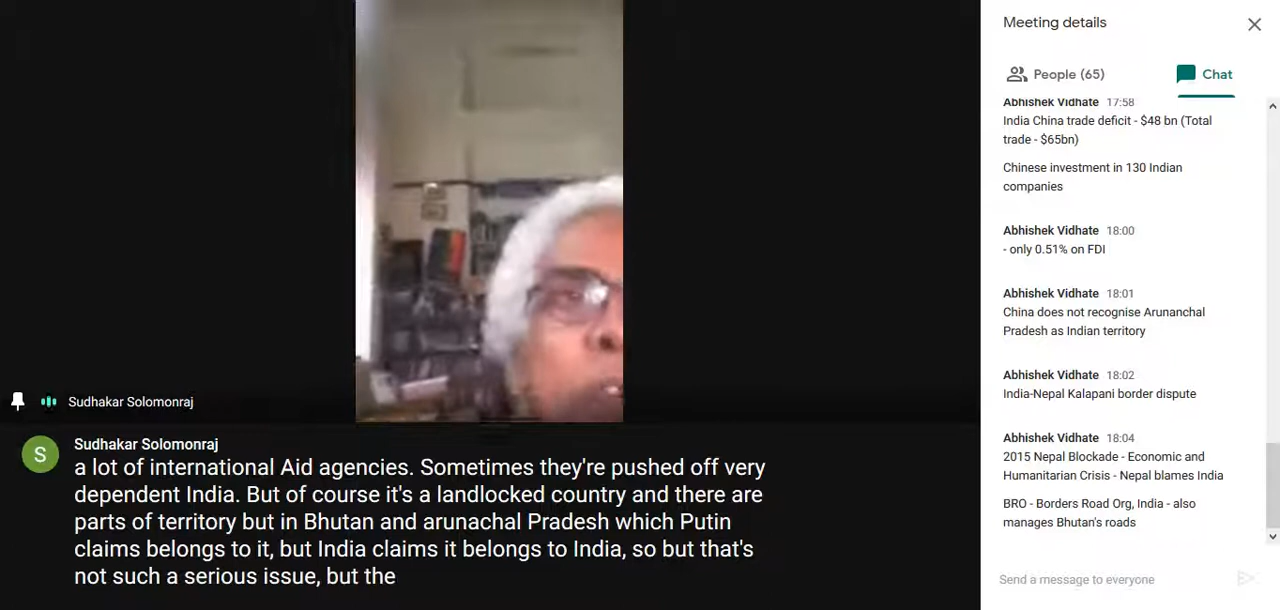 Meeting details
People (65)
Chat
Abhishek Vidhate 17:58
India China trade deficit - $48 bn (Total
trade - $65bn)
Chinese investment in 130 Indian
companies
Abhishek Vidhate 18:00
- only 0.51% on FDI
Abhishek Vidhate 18:01
China does not recognise Arunanchal
Pradesh as Indian territory
Abhishek Vidhate 18:02
India-Nepal Kalapani border dispute
Abhishek Vidhate 18:04
2015 Nepal Blockade - Economic and
Humanitarian Crisis - Nepal blames India
BRO - Borders Road Org, India - also
manages Bhutan's roads
Send a message to everyone
Sudhakar Solomonraj
S
Sudhakar Solomonraj
a lot of international Aid agencies. Sometimes they're pushed off very
dependent India. But of course it's a landlocked country and there are
parts of territory but in Bhutan and arunachal Pradesh which Putin
claims belongs to it, but India claims it belongs to India, so but that's
not such a serious issue, but the